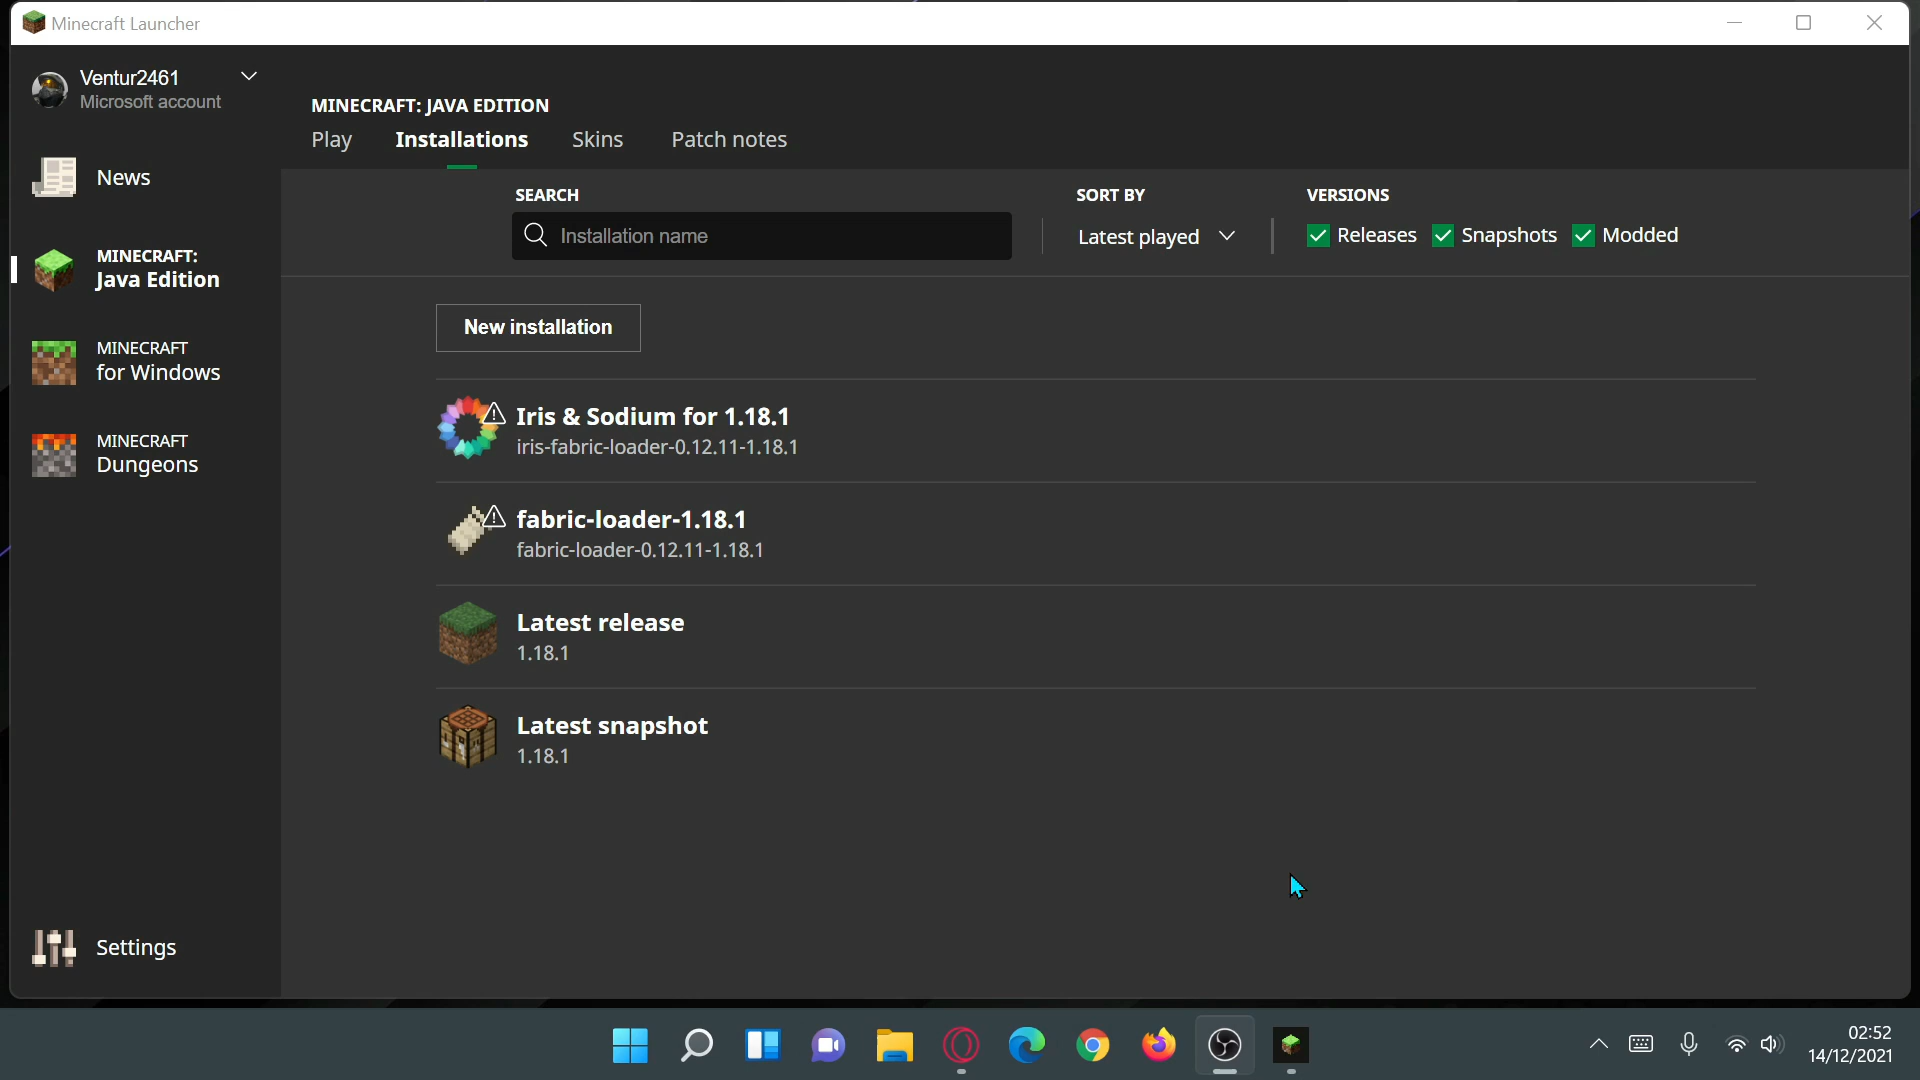 Minecraft Launcher
Ventur2461
Microsoft account
News
MINECRAFT:
Java Edition
MINECRAFT
for Windows
MINECRAFT
Dungeons
Settings
MINECRAFT: JAVA EDITION
Play Installations Skins Patch notes
SEARCH SORT BY VERSIONS
Installation name Latest played Releases Snapshots Modded
New installation
Iris & Sodium for 1.18.1
iris-fabric-loader-0.12.11-1.18.1
fabric-loader-1.18.1
fabric-loader-0.12.11-1.18.1
Latest release
1.18.1
Latest snapshot
1.18.1
02:52
14/12/2021